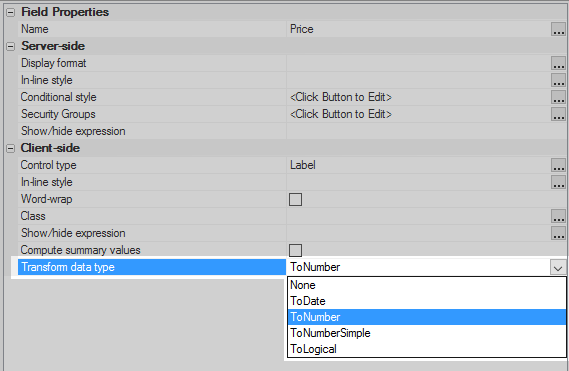 Field Properties
Name Price ...
Server-side
Display format ...
In-line style ...
Conditional style <Click Button to Edit> ...
Security Groups <Click Button to Edit> ...
Show/hide expression
Client-side
Control type Label ...
In-line style ...
Word-wrap
Class ...
Show/hide expression ...
Compute summary values
Transform data type ToNumber
None
ToDate
ToNumber
ToNumberSimple
ToLogical